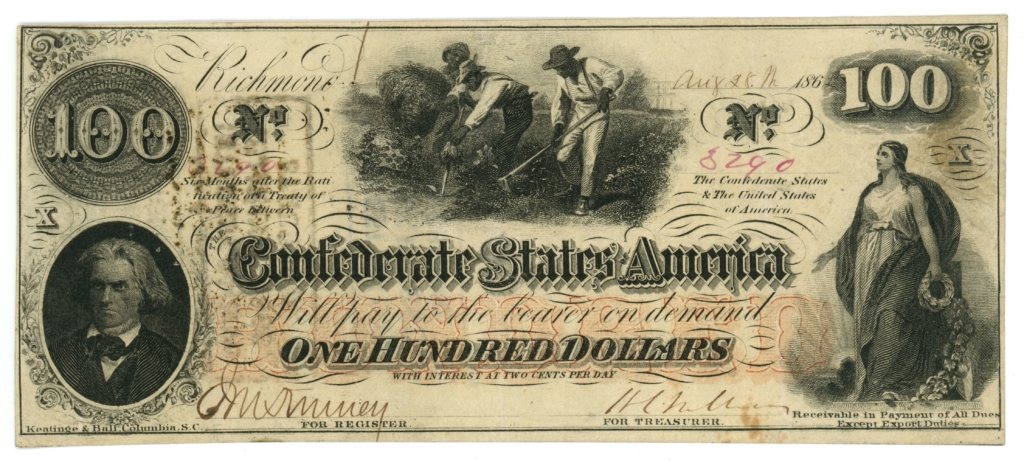 100
Richmond
Aug 28th 186
100
No.
No.
8290
8290
Six Months after the Rati
fication of a Treaty of
Peace between
The Confederate States
& The United States
of America.
X
X
Confederate States America
Will pay to the bearer on demand
ONE HUNDRED DOLLARS
WITH INTEREST AT TWO CENTS PER DAY
FOR REGISTER.
FOR TREASURER.
Receivable in Payment of All Dues
Except Export Duties
Keatinge & Ball, Columbia, S.C.